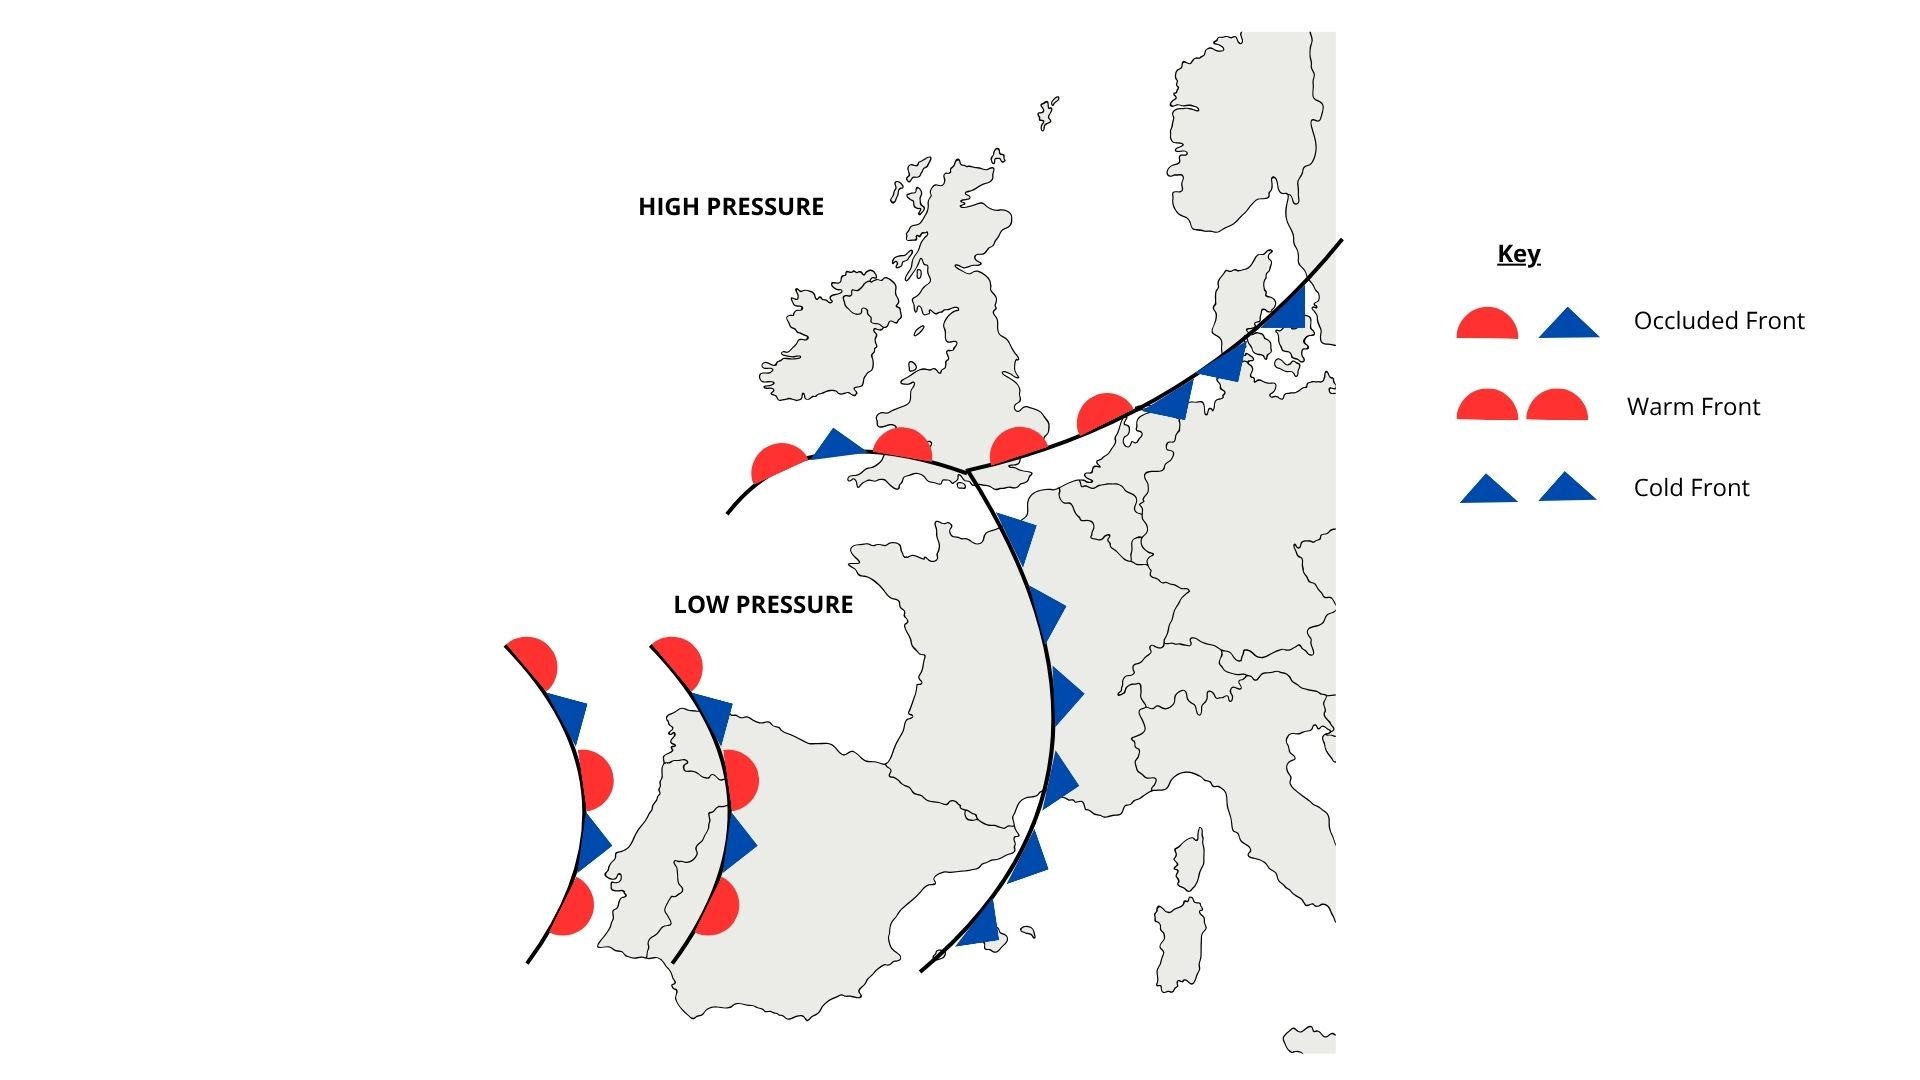 HIGH PRESSURE
LOW PRESSURE
Key
Occluded Front
Warm Front
Cold Front